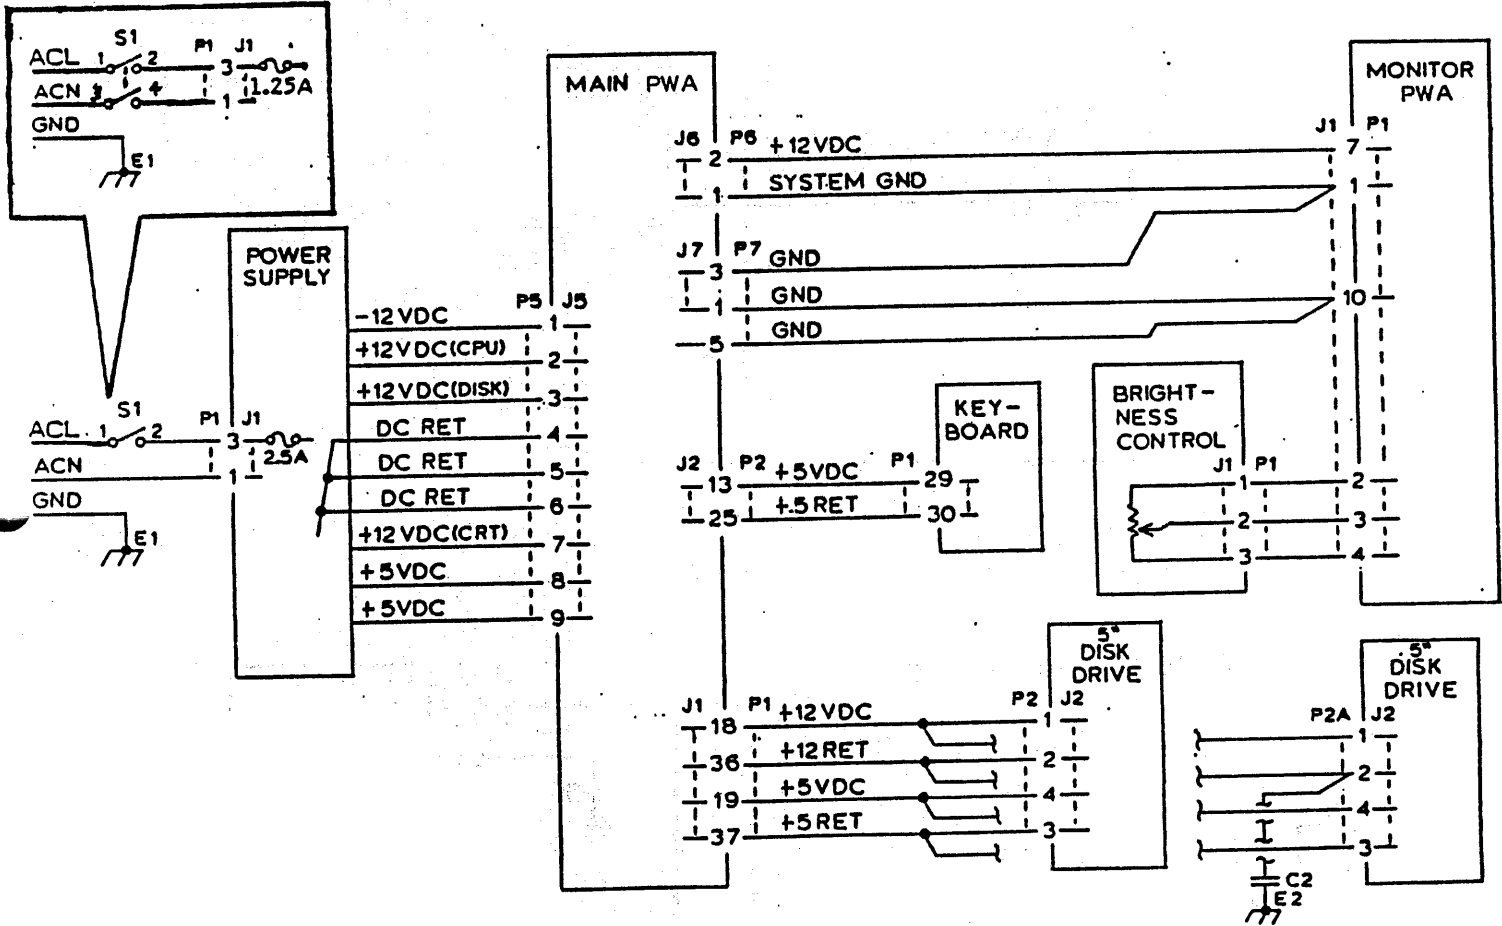 S1 P1 J1
ACL 1 2 3
1.25A
ACN 3 4 1
GND
E1
POWER
SUPPLY
S1
P1 J1
ACL 1 2 3
2.5A
ACN 1
GND
E1
MAIN PWA
P5 J5
-12VDC 1
+12VDC(CPU) 2
+12VDC(DISK) 3
DC RET 4
DC RET 5
DC RET 6
+12VDC(CRT) 7
+5VDC 8
+5VDC 9
J6 P6
2 +12VDC 7
1 SYSTEM GND 1
J7 P7
3 GND
1 GND 10
5 GND
MONITOR
PWA
J1 P1
KEY-
BOARD
J2 P2 P1
13 +5VDC 29
25 +5 RET 30
BRIGHT-
NESS
CONTROL
J1 P1
1 2
2 3
3 4
5"
DISK
DRIVE
J1 P1 P2 J2
18 +12VDC 1
36 +12RET 2
19 +5VDC 4
37 +5RET 3
5"
DISK
DRIVE
P2A J2
1
2
4
3
C2
E2